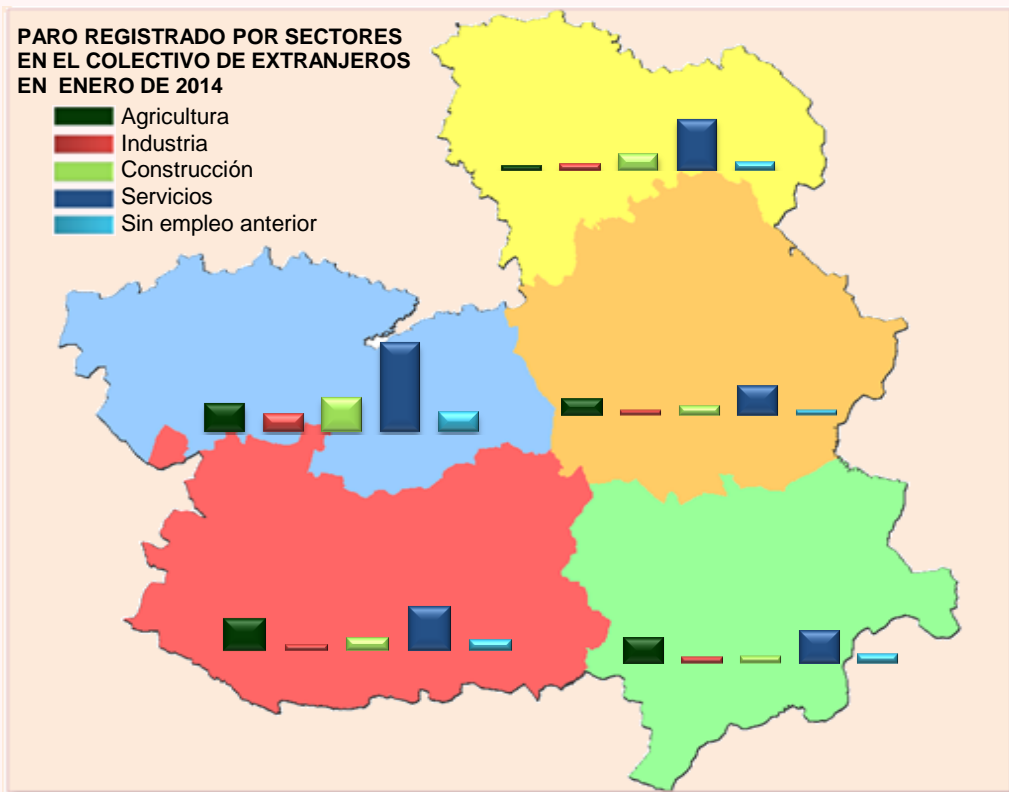 PARO REGISTRADO POR SECTORES
EN EL COLECTIVO DE EXTRANJEROS
EN ENERO DE 2014
Agricultura
Industria
Construcción
Servicios
Sin empleo anterior